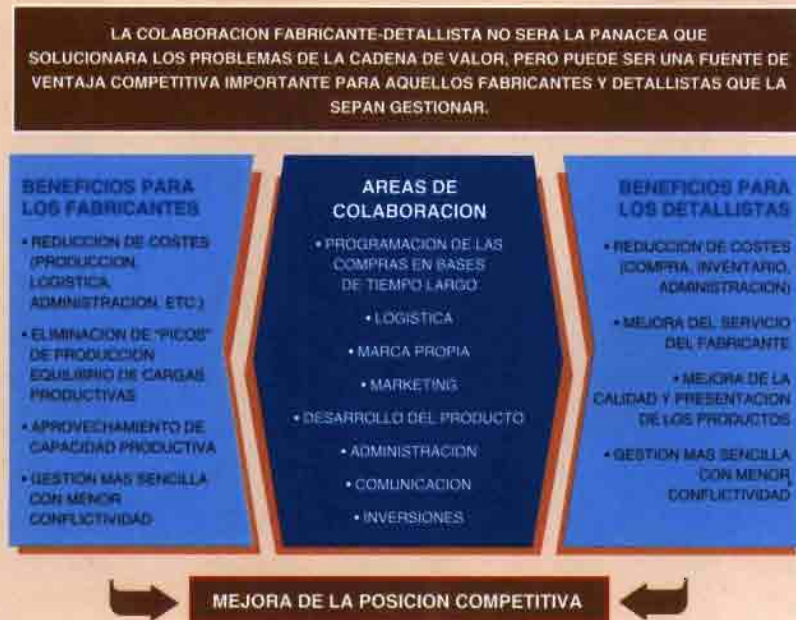 LA COLABORACION FABRICANTE-DETALLISTA NO SERA LA PANACEA QUE
SOLUCIONARA LOS PROBLEMAS DE LA CADENA DE VALOR, PERO PUEDE SER UNA FUENTE DE
VENTAJA COMPETITIVA IMPORTANTE PARA AQUELLOS FABRICANTES Y DETALLISTAS QUE LA
SEPAN GESTIONAR.
BENEFICIOS PARA
LOS FABRICANTES
• REDUCCION DE COSTES
(PRODUCCION,
LOGISTICA,
ADMINISTRACION, ETC.)
• ELIMINACION DE "PICOS"
DE PRODUCCION
EQUILIBRIO DE CARGAS
PRODUCTIVAS
• APROVECHAMIENTO DE
CAPACIDAD PRODUCTIVA
• GESTION MAS SENCILLA
CON MENOR
CONFLICTIVIDAD
AREAS DE
COLABORACION
• PROGRAMACION DE LAS
COMPRAS EN BASES
DE TIEMPO LARGO
• LOGISTICA
• MARCA PROPIA
• MARKETING
• DESARROLLO DEL PRODUCTO
• ADMINISTRACION
• COMUNICACION
• INVERSIONES
BENEFICIOS PARA
LOS DETALLISTAS
• REDUCCION DE COSTES
(COMPRA, INVENTARIO,
ADMINISTRACION)
• MEJORA DEL SERVICIO
DEL FABRICANTE
• MEJORA DE LA
CALIDAD Y PRESENTACION
DE LOS PRODUCTOS
• GESTION MAS SENCILLA
CON MENOR
CONFLICTIVIDAD
MEJORA DE LA POSICION COMPETITIVA